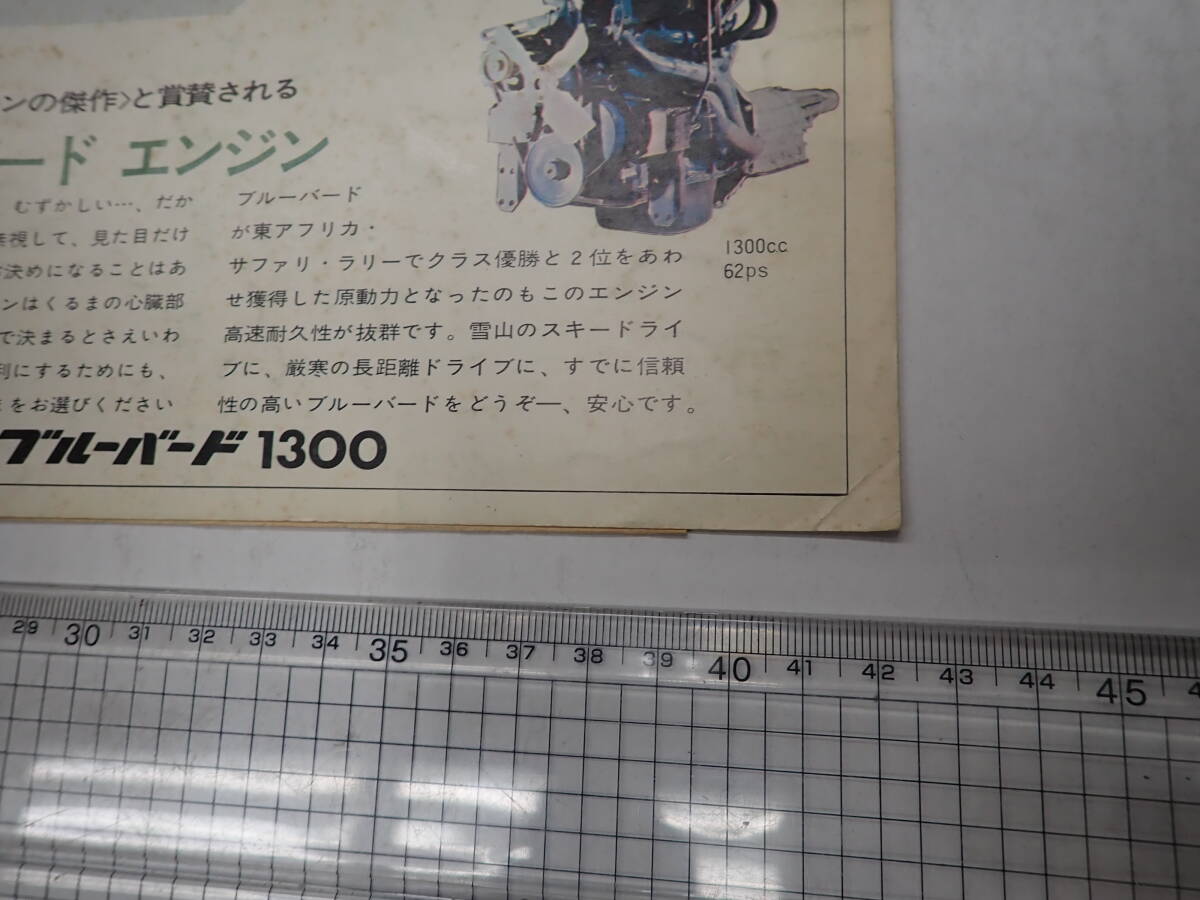 ンの傑作〉と賞賛される
ード エンジン
むずかしい…、だか
視して、見た目だけ
決めになることはあ
ンはくるまの心臓部
で決まるとさえいわ
利にするためにも、
をお選びください
ブルーバード
が東アフリカ・
サファリ・ラリーでクラス優勝と2位をあわ
せ獲得した原動力となったのもこのエンジン
高速耐久性が抜群です。雪山のスキードライ
ブに、厳寒の長距離ドライブに、すでに信頼
性の高いブルーバードをどうぞ―、安心です。
1300c.c
62ps
ブルーバード 1300
29 30 31 32 33 34 35 36 37 38 39 40 41 42 43 44 45 4